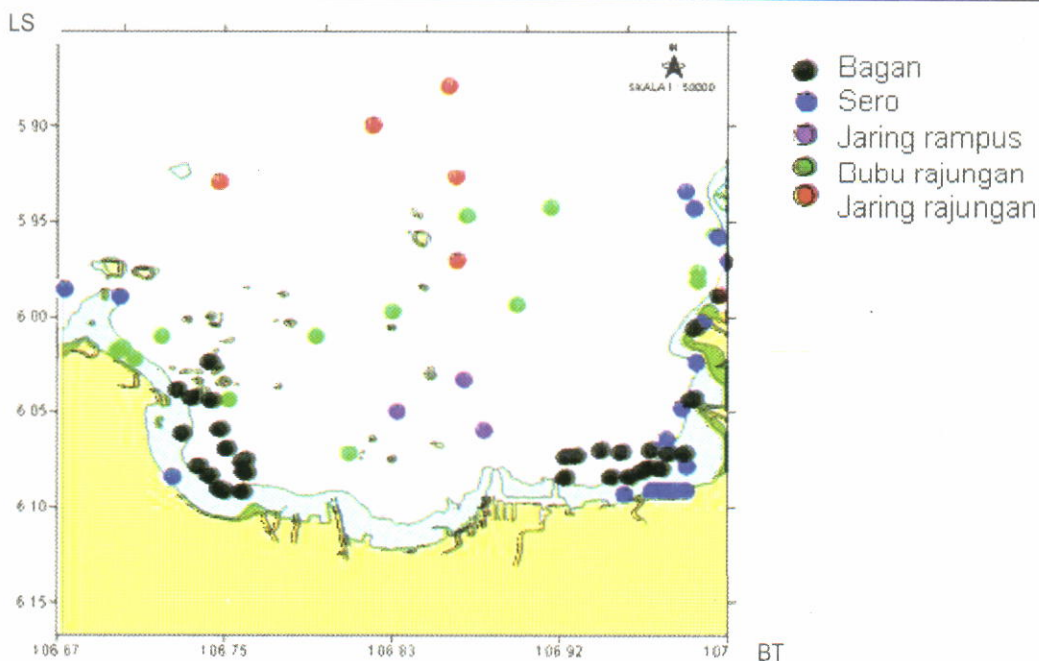 LS
N
SKALA 1 : 50000
5.90
5.95
6.00
6.05
6.10
6.15
106.67
106.75
106.83
106.92
107
BT
Bagan
Sero
Jaring rampus
Bubu rajungan
Jaring rajungan